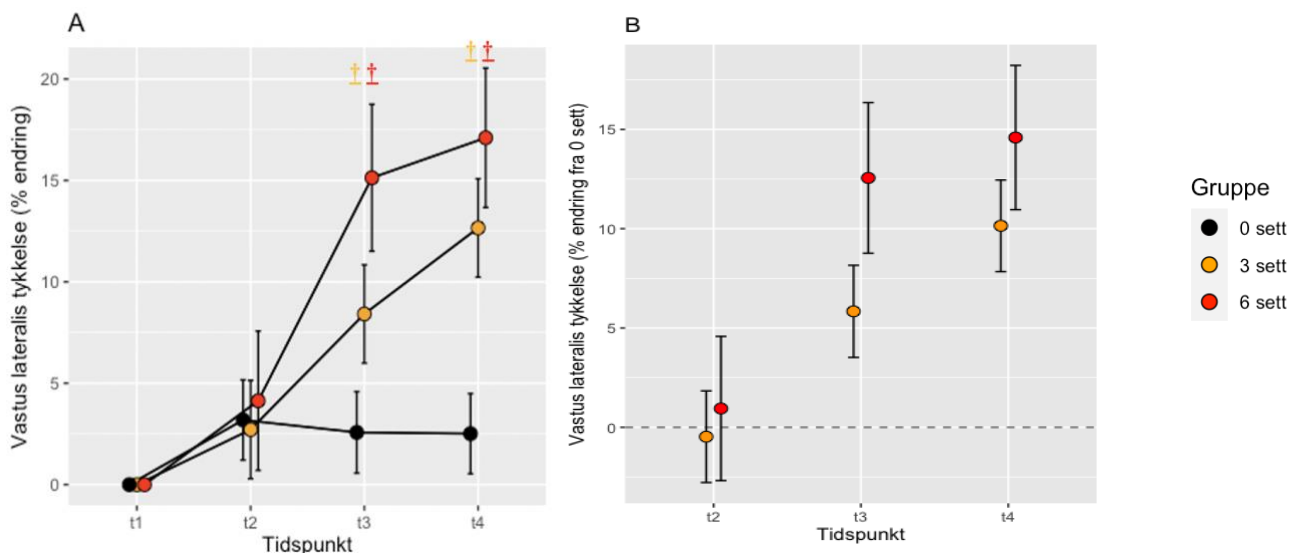 A
Vastus lateralis tykkelse (% endring)
20
15
10
5
0
† †
† †
t1 t2 t3 t4
Tidspunkt
B
Vastus lateralis tykkelse (% endring fra 0 sett)
15
10
5
0
t2 t3 t4
Tidspunkt
Gruppe
0 sett
3 sett
6 sett